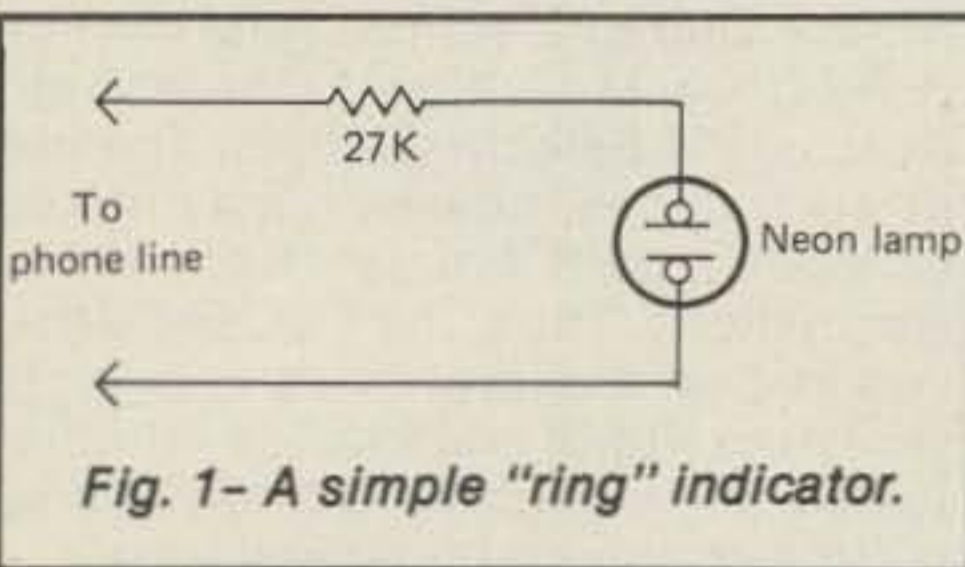 27K
To
phone line
Neon lamp
Fig. 1– A simple "ring" indicator.